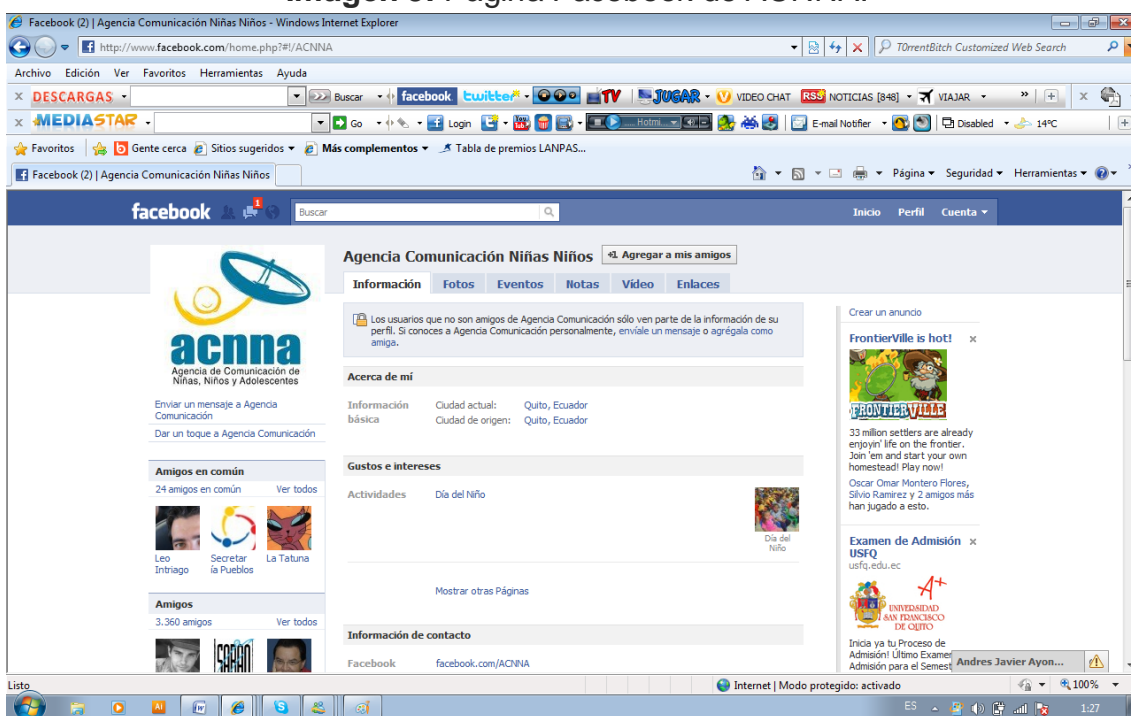 Facebook (2) | Agencia Comunicación Niñas Niños - Windows Internet Explorer
http://www.facebook.com/home.php?#!/ACNNA
T0rrentBitch Customized Web Search
Archivo Edición Ver Favoritos Herramientas Ayuda
x DESCARGAS Buscar facebook twitter TV JUGAR VIDEO CHAT RSS NOTICIAS [848] VIAJAR »
x MEDIASTAR Go Login You Tube Hotmi... E-mail Notifier Disabled 14ºC
Favoritos Gente cerca Sitios sugeridos Más complementos Tabla de premios LANPAS...
Facebook (2) | Agencia Comunicación Niñas Niños
Página Seguridad Herramientas
facebook 1 Buscar Inicio Perfil Cuenta
acnna
Agencia de Comunicación de
Niñas, Niños y Adolescentes
Enviar un mensaje a Agencia
Comunicación
Dar un toque a Agencia Comunicación
Amigos en común
24 amigos en común Ver todos
Leo
Intriago
Secretar
ía Pueblos
La Tatuna
Amigos
3.360 amigos Ver todos
Agencia Comunicación Niñas Niños Agregar a mis amigos
Información Fotos Eventos Notas Vídeo Enlaces
Los usuarios que no son amigos de Agencia Comunicación sólo ven parte de la información de su
perfil. Si conoces a Agencia Comunicación personalmente, envíale un mensaje o agrégala como
amiga.
Acerca de mí
Información
básica
Ciudad actual: Quito, Ecuador
Ciudad de origen: Quito, Ecuador
Gustos e intereses
Actividades Día del Niño
Día del
Niño
Mostrar otras Páginas
Información de contacto
Facebook facebook.com/ACNNA
Crear un anuncio
FrontierVille is hot! x
FRONTIERVILLE
33 million settlers are already
enjoyin' life on the frontier.
Join 'em and start your own
homestead! Play now!
Oscar Omar Montero Flores,
Silvio Ramirez y 2 amigos más
han jugado a esto.
Examen de Admisión x
USFQ
usfq.edu.ec
A+
UNIVERSIDAD
SAN FRANCISCO
DE QUITO
Inicia ya tu Proceso de
Admisión! Último Examen
Admisión para el Semest
Andres Javier Ayon...
Listo Internet | Modo protegido: activado 100%
ES 1:27